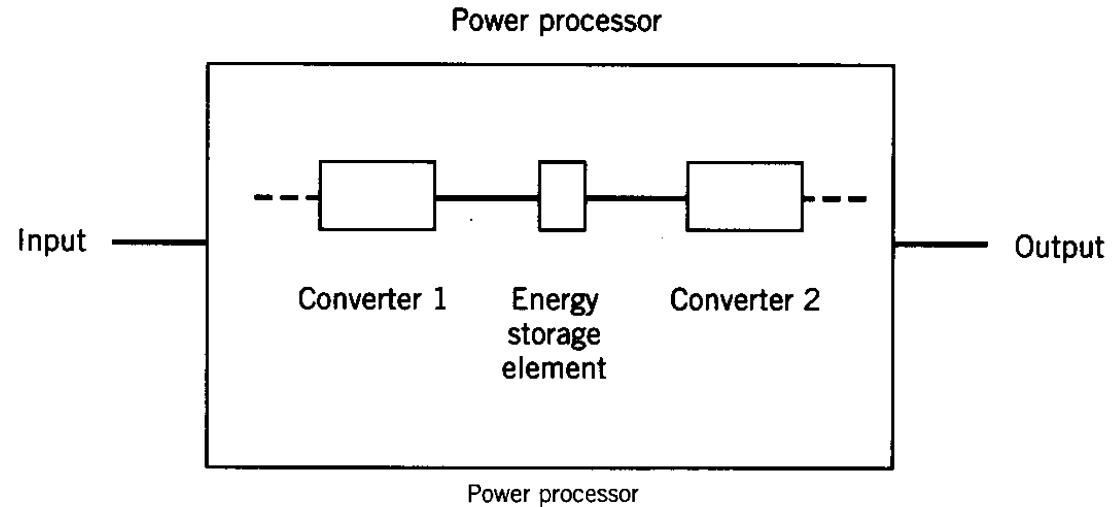 Power processor
Input
Output
Converter 1
Energy
storage
element
Converter 2
Power processor